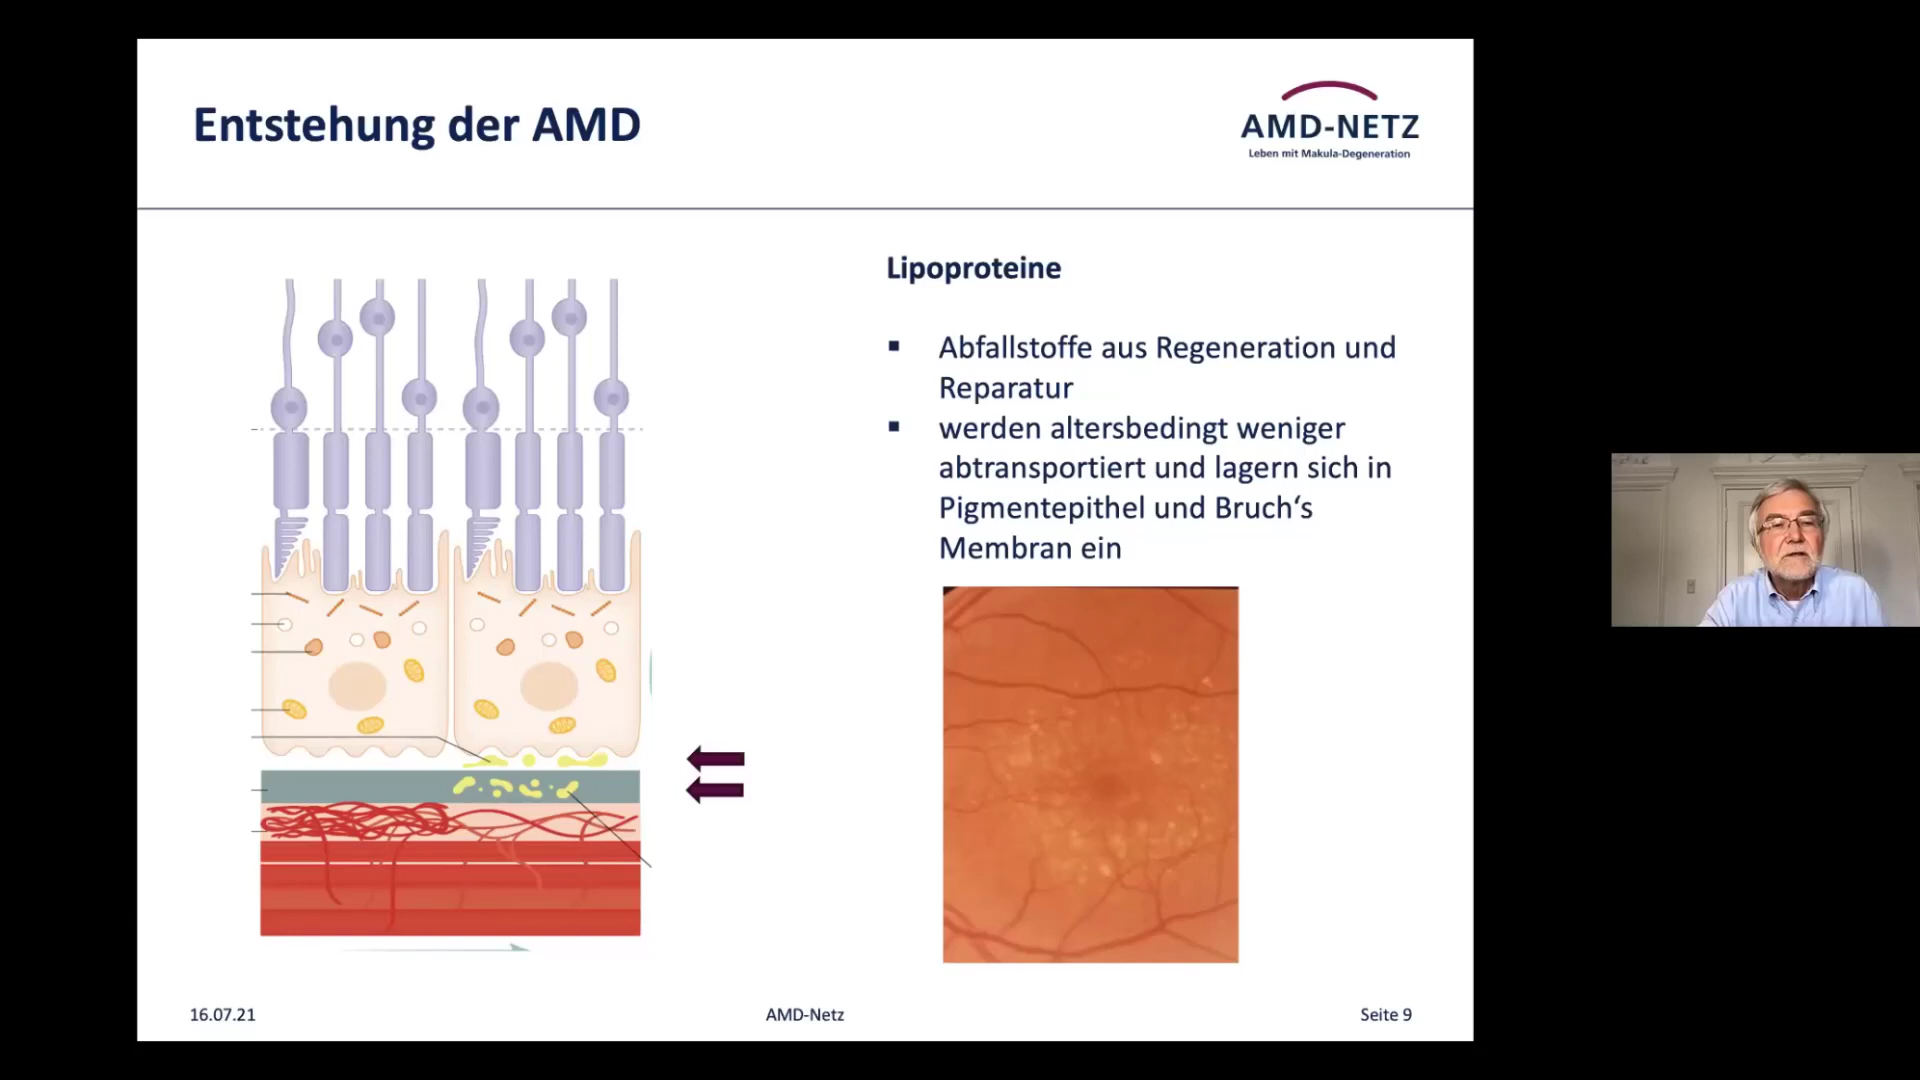 Entstehung der AMD
AMD-NETZ
Leben mit Makula-Degeneration
Lipoproteine
▪ Abfallstoffe aus Regeneration und
Reparatur
▪ werden altersbedingt weniger
abtransportiert und lagern sich in
Pigmentepithel und Bruch‘s
Membran ein
16.07.21
AMD-Netz
Seite 9